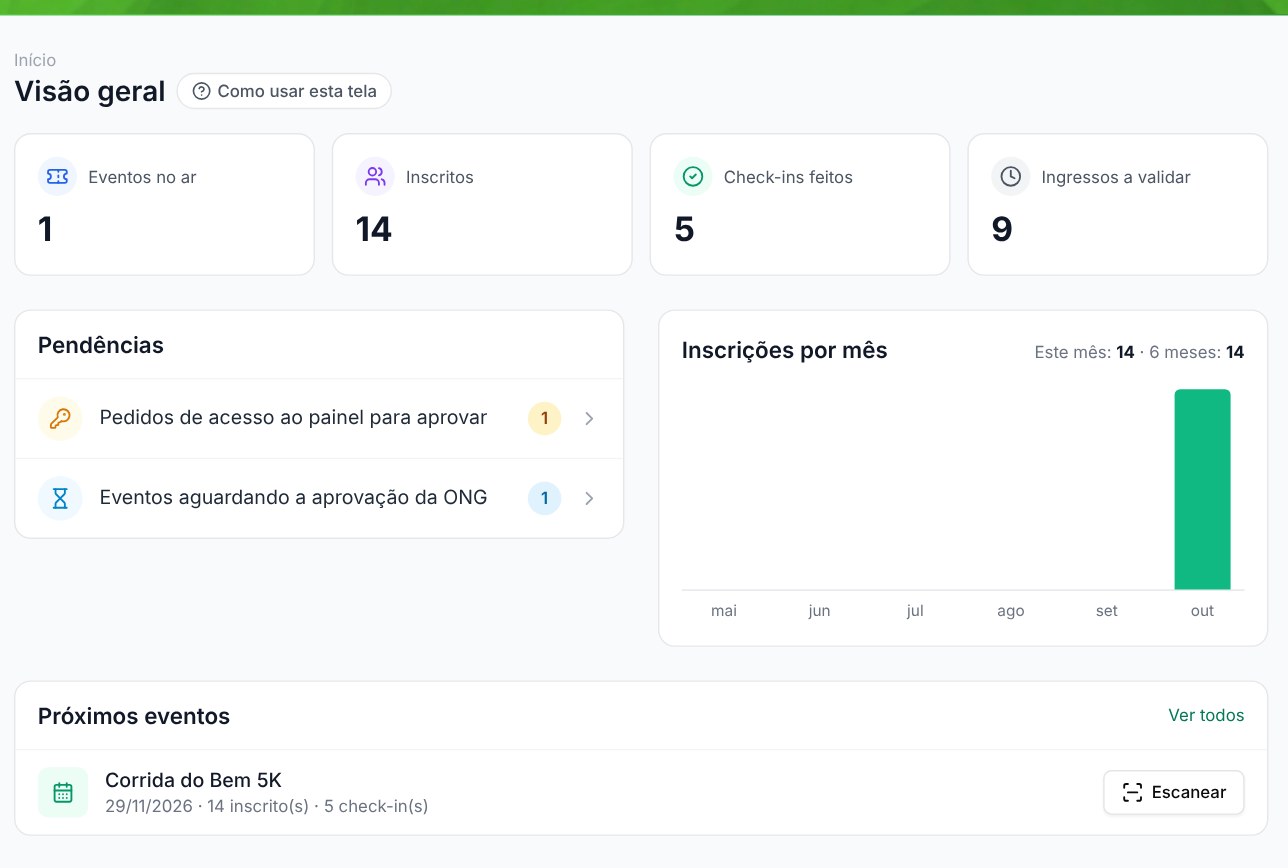 Início
Visão geral
Como usar esta tela
Eventos no ar
1
Inscritos
14
Check-ins feitos
5
Ingressos a validar
9
Pendências
Pedidos de acesso ao painel para aprovar 1
Eventos aguardando a aprovação da ONG 1
Inscrições por mês
Este mês: 14 · 6 meses: 14
mai jun jul ago set out
Próximos eventos
Ver todos
Corrida do Bem 5K
29/11/2026 · 14 inscrito(s) · 5 check-in(s)
Escanear